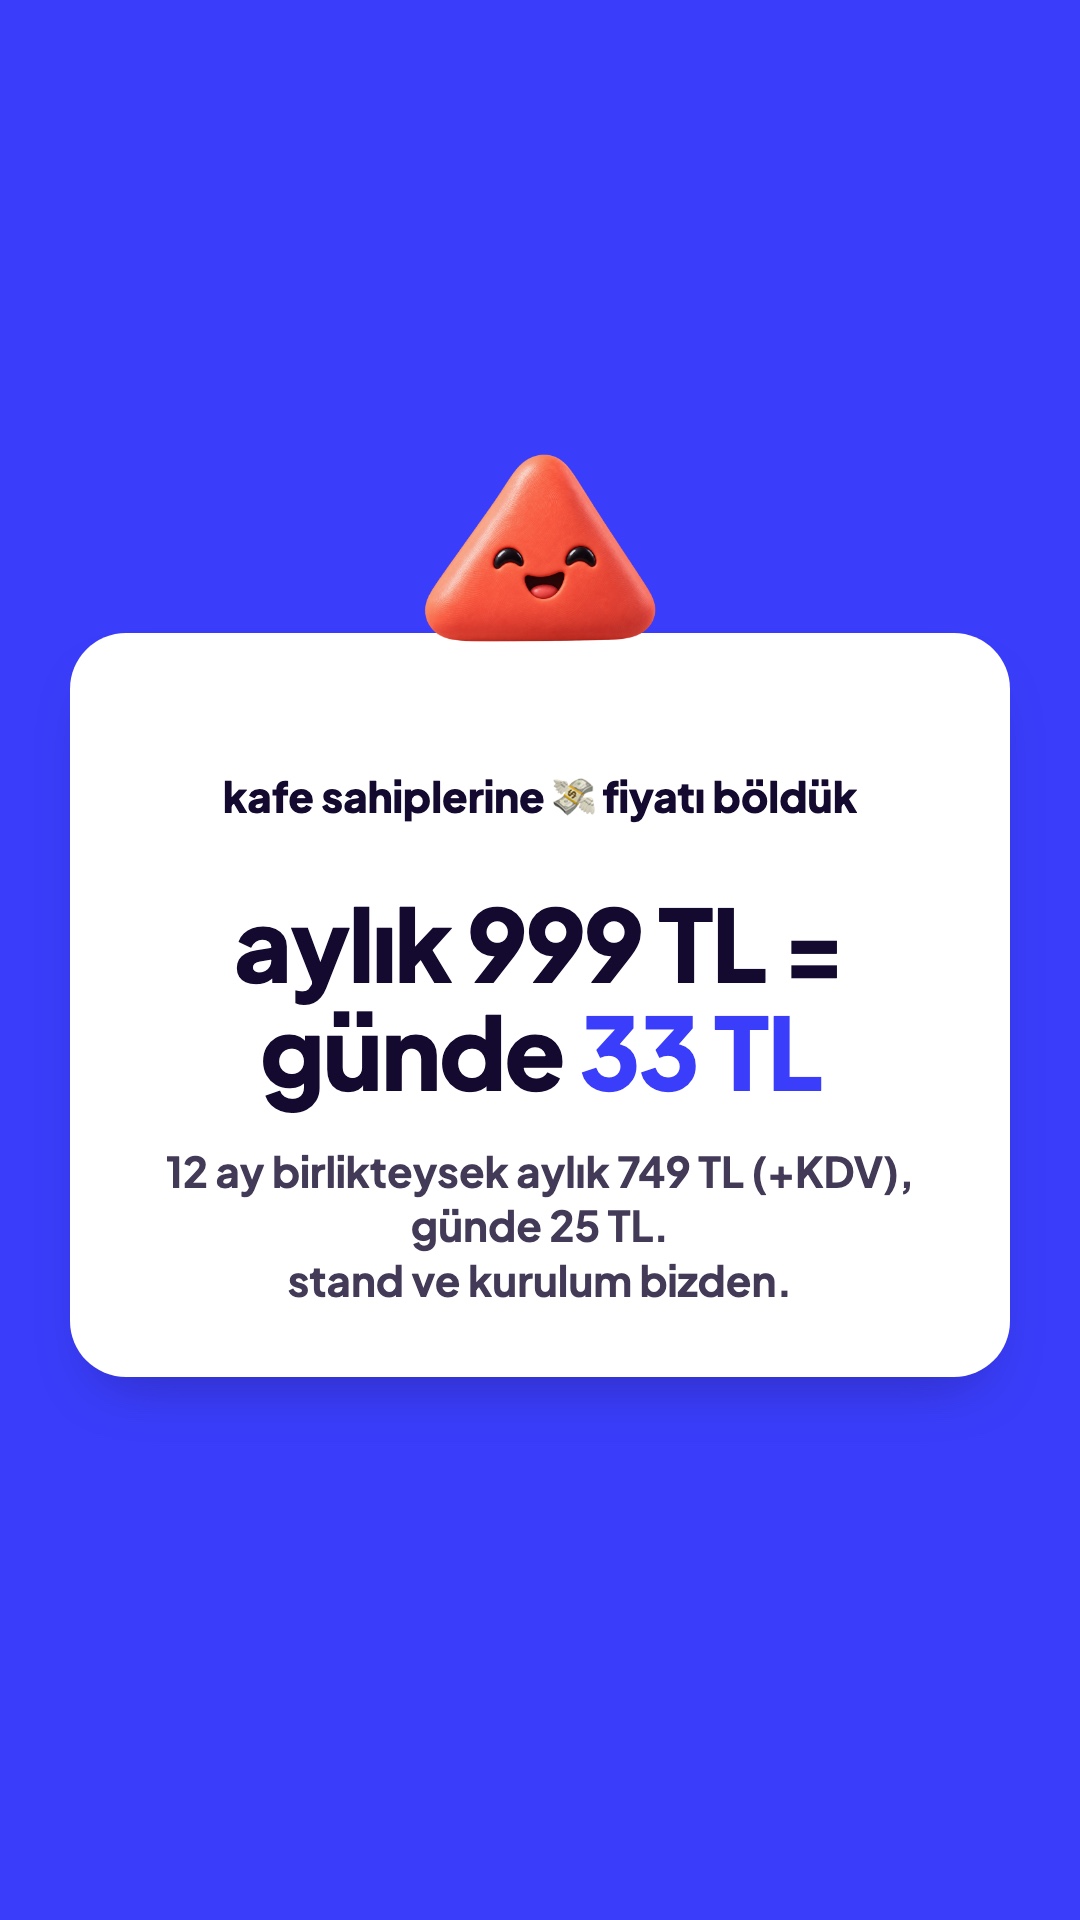 kafe sahiplerine 💸 fiyatı böldük
aylık 999 TL =
günde 33 TL
12 ay birlikteysek aylık 749 TL (+KDV),
günde 25 TL.
stand ve kurulum bizden.